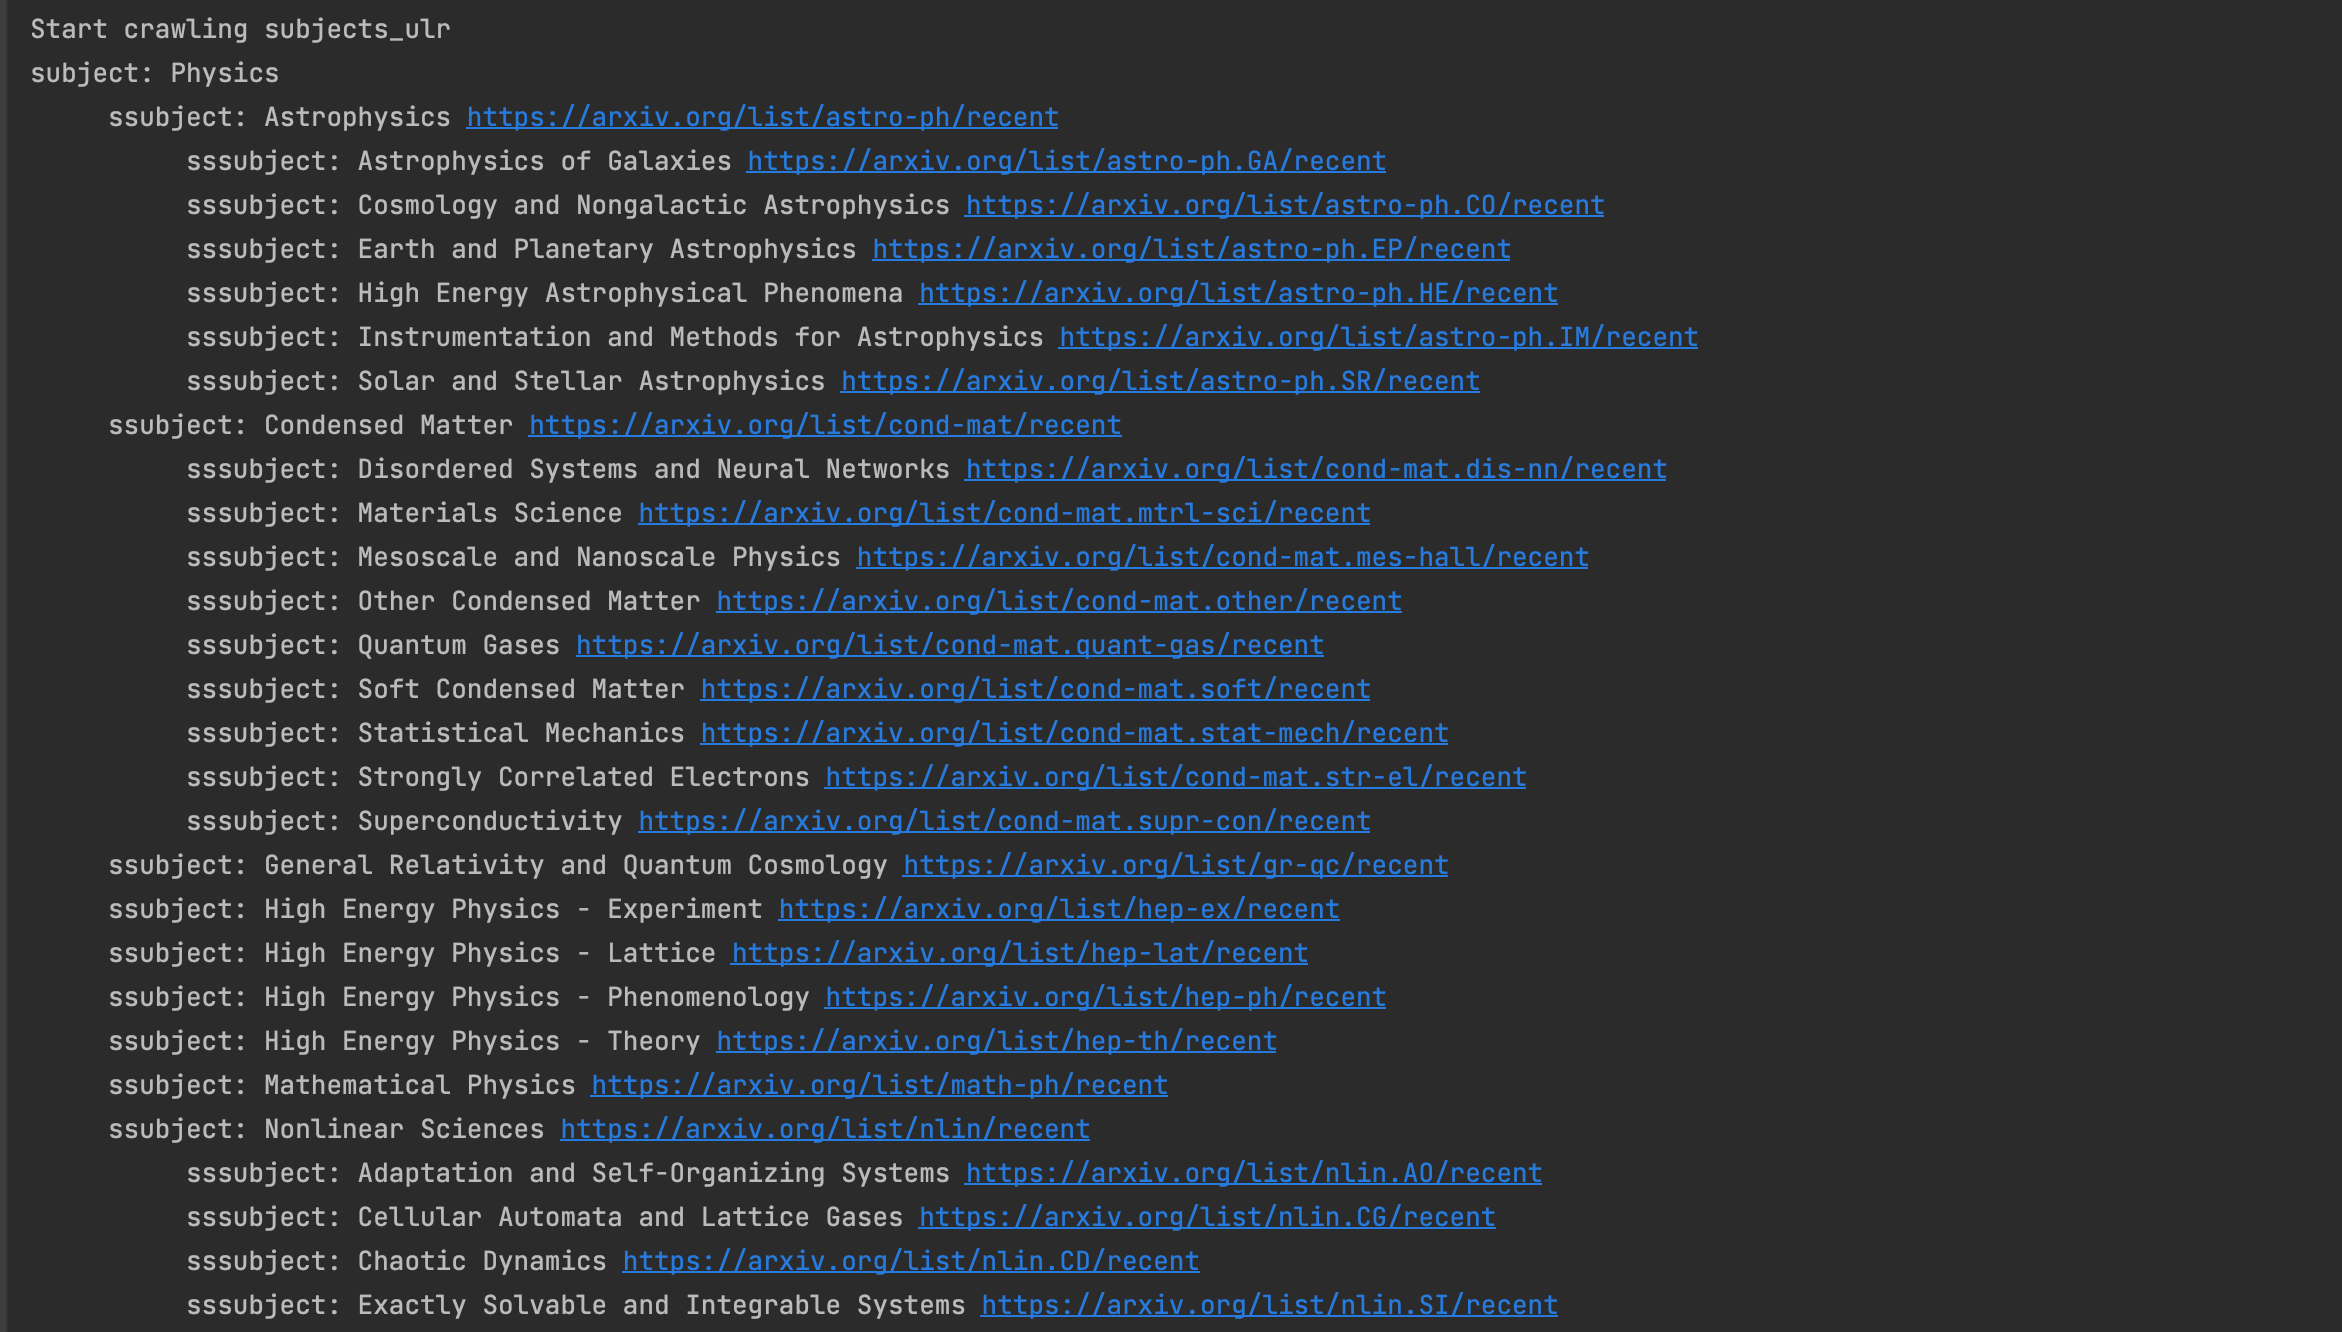 Start crawling subjects_ulr
subject: Physics
ssubject: Astrophysics https://arxiv.org/list/astro-ph/recent
sssubject: Astrophysics of Galaxies https://arxiv.org/list/astro-ph.GA/recent
sssubject: Cosmology and Nongalactic Astrophysics https://arxiv.org/list/astro-ph.CO/recent
sssubject: Earth and Planetary Astrophysics https://arxiv.org/list/astro-ph.EP/recent
sssubject: High Energy Astrophysical Phenomena https://arxiv.org/list/astro-ph.HE/recent
sssubject: Instrumentation and Methods for Astrophysics https://arxiv.org/list/astro-ph.IM/recent
sssubject: Solar and Stellar Astrophysics https://arxiv.org/list/astro-ph.SR/recent
ssubject: Condensed Matter https://arxiv.org/list/cond-mat/recent
sssubject: Disordered Systems and Neural Networks https://arxiv.org/list/cond-mat.dis-nn/recent
sssubject: Materials Science https://arxiv.org/list/cond-mat.mtrl-sci/recent
sssubject: Mesoscale and Nanoscale Physics https://arxiv.org/list/cond-mat.mes-hall/recent
sssubject: Other Condensed Matter https://arxiv.org/list/cond-mat.other/recent
sssubject: Quantum Gases https://arxiv.org/list/cond-mat.quant-gas/recent
sssubject: Soft Condensed Matter https://arxiv.org/list/cond-mat.soft/recent
sssubject: Statistical Mechanics https://arxiv.org/list/cond-mat.stat-mech/recent
sssubject: Strongly Correlated Electrons https://arxiv.org/list/cond-mat.str-el/recent
sssubject: Superconductivity https://arxiv.org/list/cond-mat.supr-con/recent
ssubject: General Relativity and Quantum Cosmology https://arxiv.org/list/gr-qc/recent
ssubject: High Energy Physics - Experiment https://arxiv.org/list/hep-ex/recent
ssubject: High Energy Physics - Lattice https://arxiv.org/list/hep-lat/recent
ssubject: High Energy Physics - Phenomenology https://arxiv.org/list/hep-ph/recent
ssubject: High Energy Physics - Theory https://arxiv.org/list/hep-th/recent
ssubject: Mathematical Physics https://arxiv.org/list/math-ph/recent
ssubject: Nonlinear Sciences https://arxiv.org/list/nlin/recent
sssubject: Adaptation and Self-Organizing Systems https://arxiv.org/list/nlin.AO/recent
sssubject: Cellular Automata and Lattice Gases https://arxiv.org/list/nlin.CG/recent
sssubject: Chaotic Dynamics https://arxiv.org/list/nlin.CD/recent
sssubject: Exactly Solvable and Integrable Systems https://arxiv.org/list/nlin.SI/recent